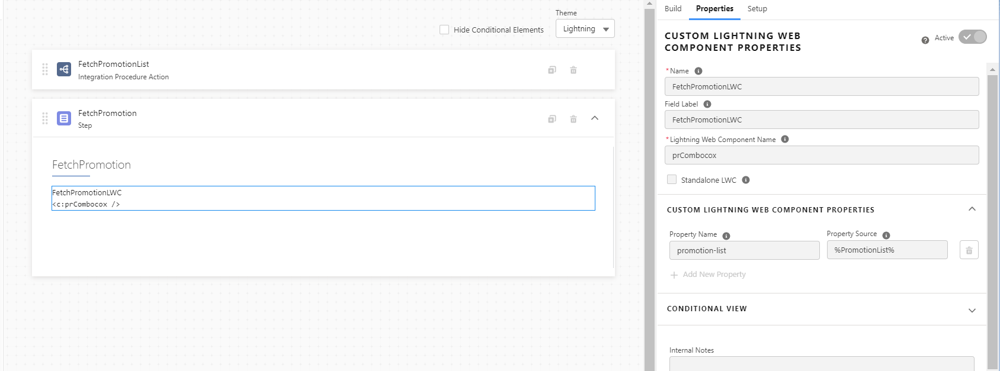 Theme
Hide Conditional Elements
Lightning
FetchPromotionList
Integration Procedure Action
FetchPromotion
Step
FetchPromotion
FetchPromotionLWC
<c:prCombocox />
Build
Properties
Setup
CUSTOM LIGHTNING WEB
COMPONENT PROPERTIES
Active
*Name
FetchPromotionLWC
Field Label
FetchPromotionLWC
*Lightning Web Component Name
prCombocox
Standalone LWC
CUSTOM LIGHTNING WEB COMPONENT PROPERTIES
Property Name
Property Source
promotion-list
%PromotionList%
Add New Property
CONDITIONAL VIEW
Internal Notes